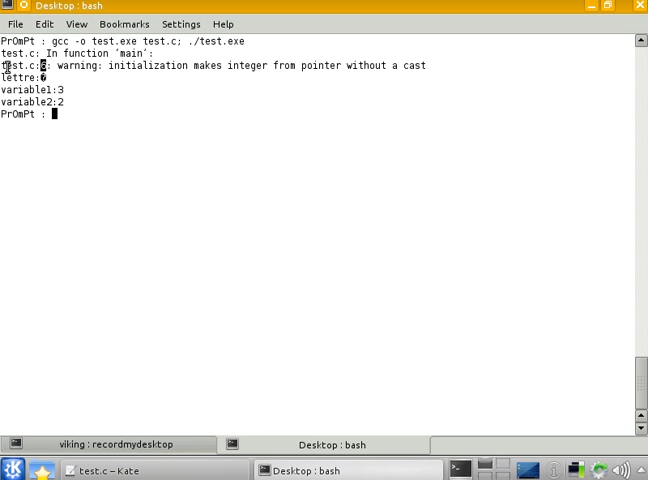 Desktop : bash
File Edit View Bookmarks Settings Help
PrOmPt : gcc -o test.exe test.c; ./test.exe
test.c: In function ‘main’:
test.c:6: warning: initialization makes integer from pointer without a cast
lettre:�
variable1:3
variable2:2
PrOmPt :
viking : recordmydesktop
Desktop : bash
test.c – Kate
Desktop : bash